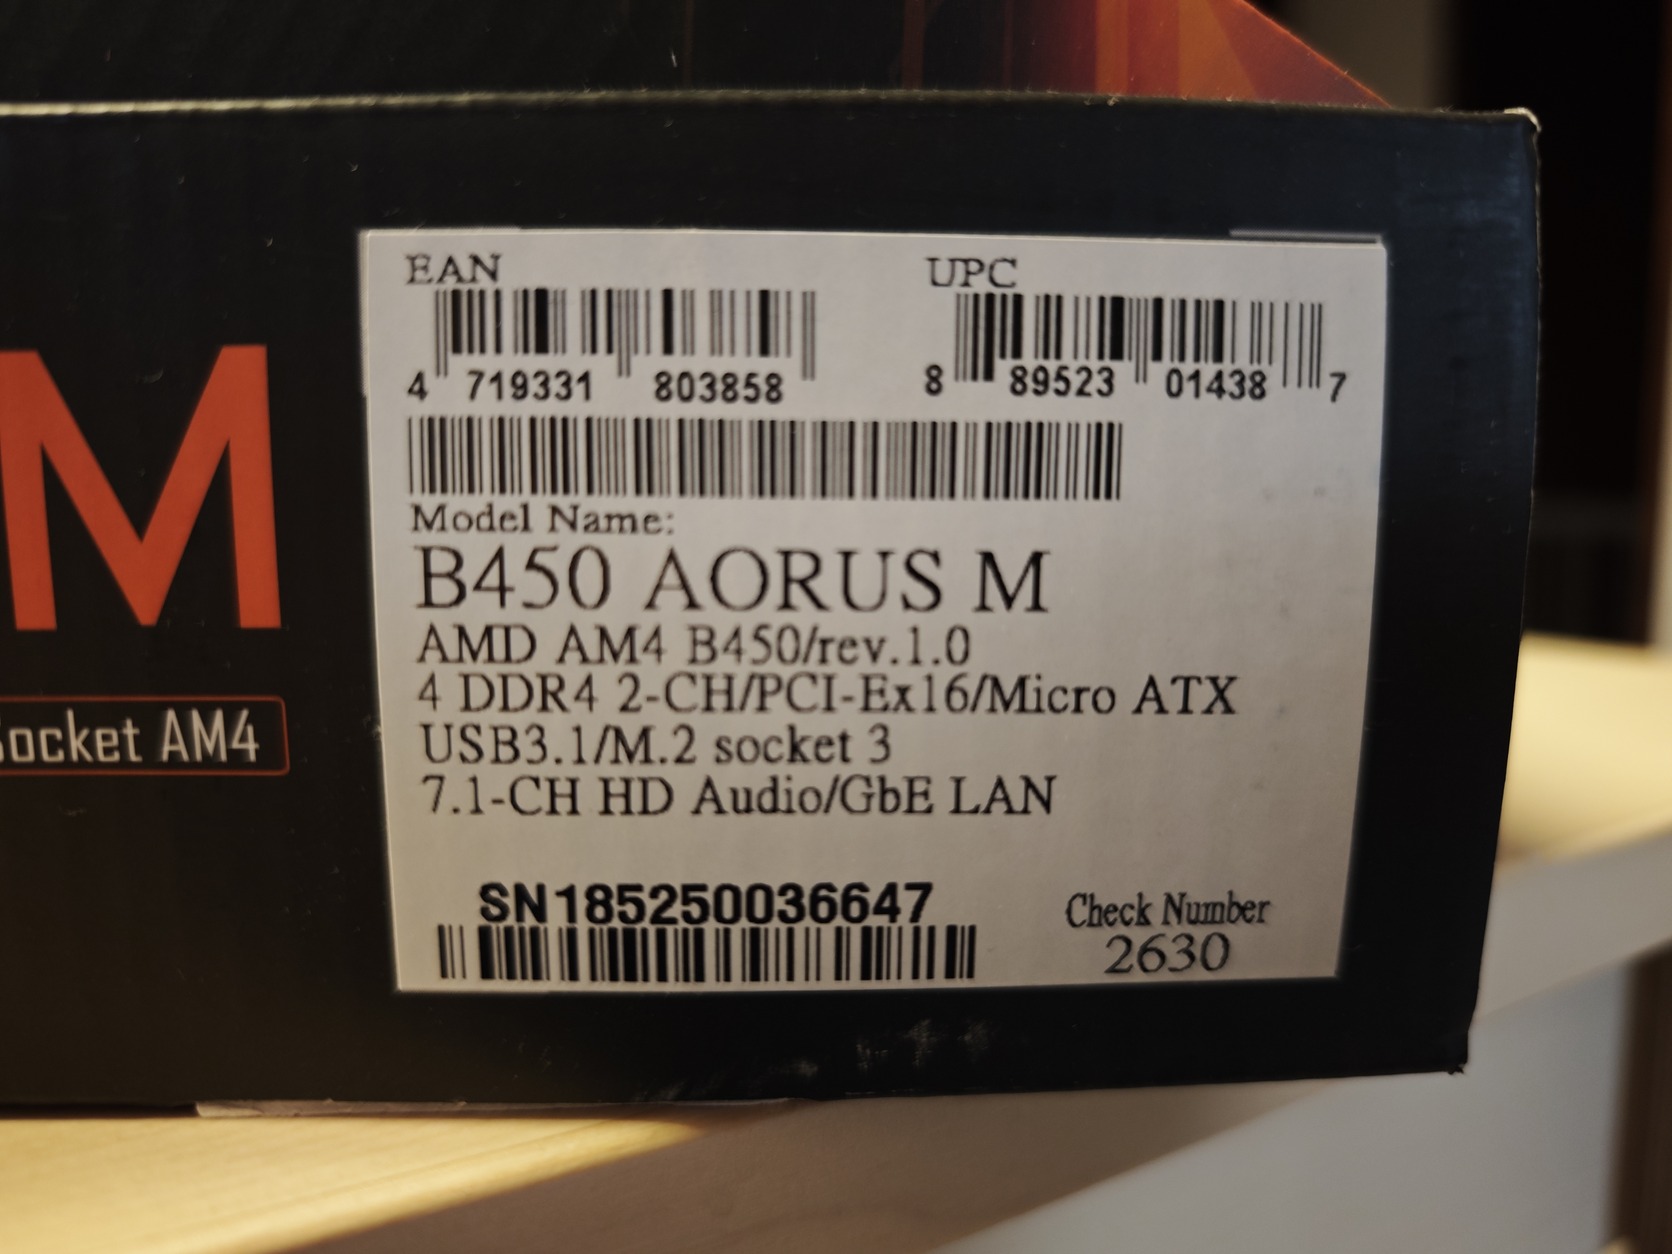 EAN
UPC
4 719331 803858
8 89523 01438 7
Model Name:
B450 AORUS M
AMD AM4 B450/rev.1.0
4 DDR4 2-CH/PCI-Ex16/Micro ATX
USB3.1/M.2 socket 3
7.1-CH HD Audio/GbE LAN
SN185250036647
Check Number
2630
M
Socket AM4